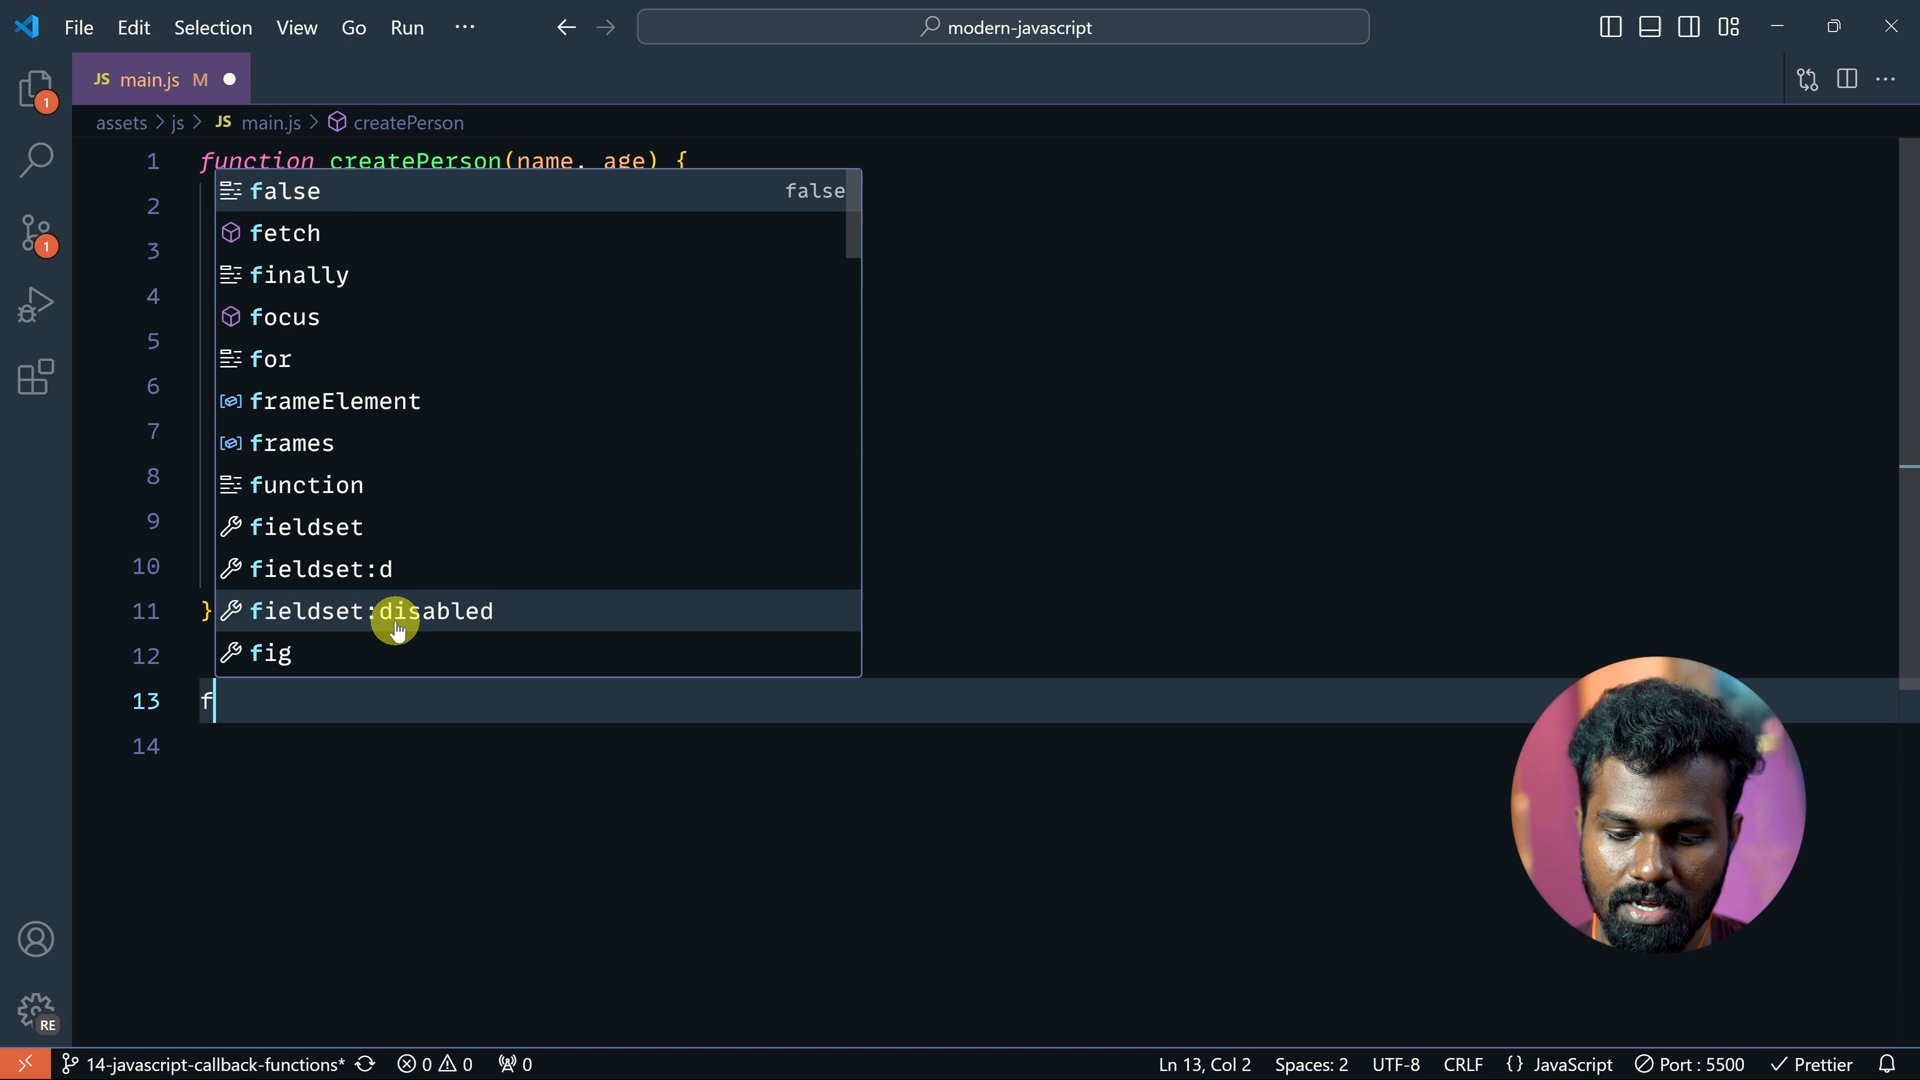 File Edit Selection View Go Run ···
modern-javascript
JS main.js M
assets > js > JS main.js > createPerson
1 function createPerson(name, age) {
2 false false
3 fetch
finally
4 focus
5 for
6 frameElement
7 frames
8 function
9 fieldset
10 fieldset:d
11 } fieldset:disabled
12 fig
13 f
14
1
1
RE
14-javascript-callback-functions* 0 0 0 Ln 13, Col 2 Spaces: 2 UTF-8 CRLF {} JavaScript Port : 5500 Prettier